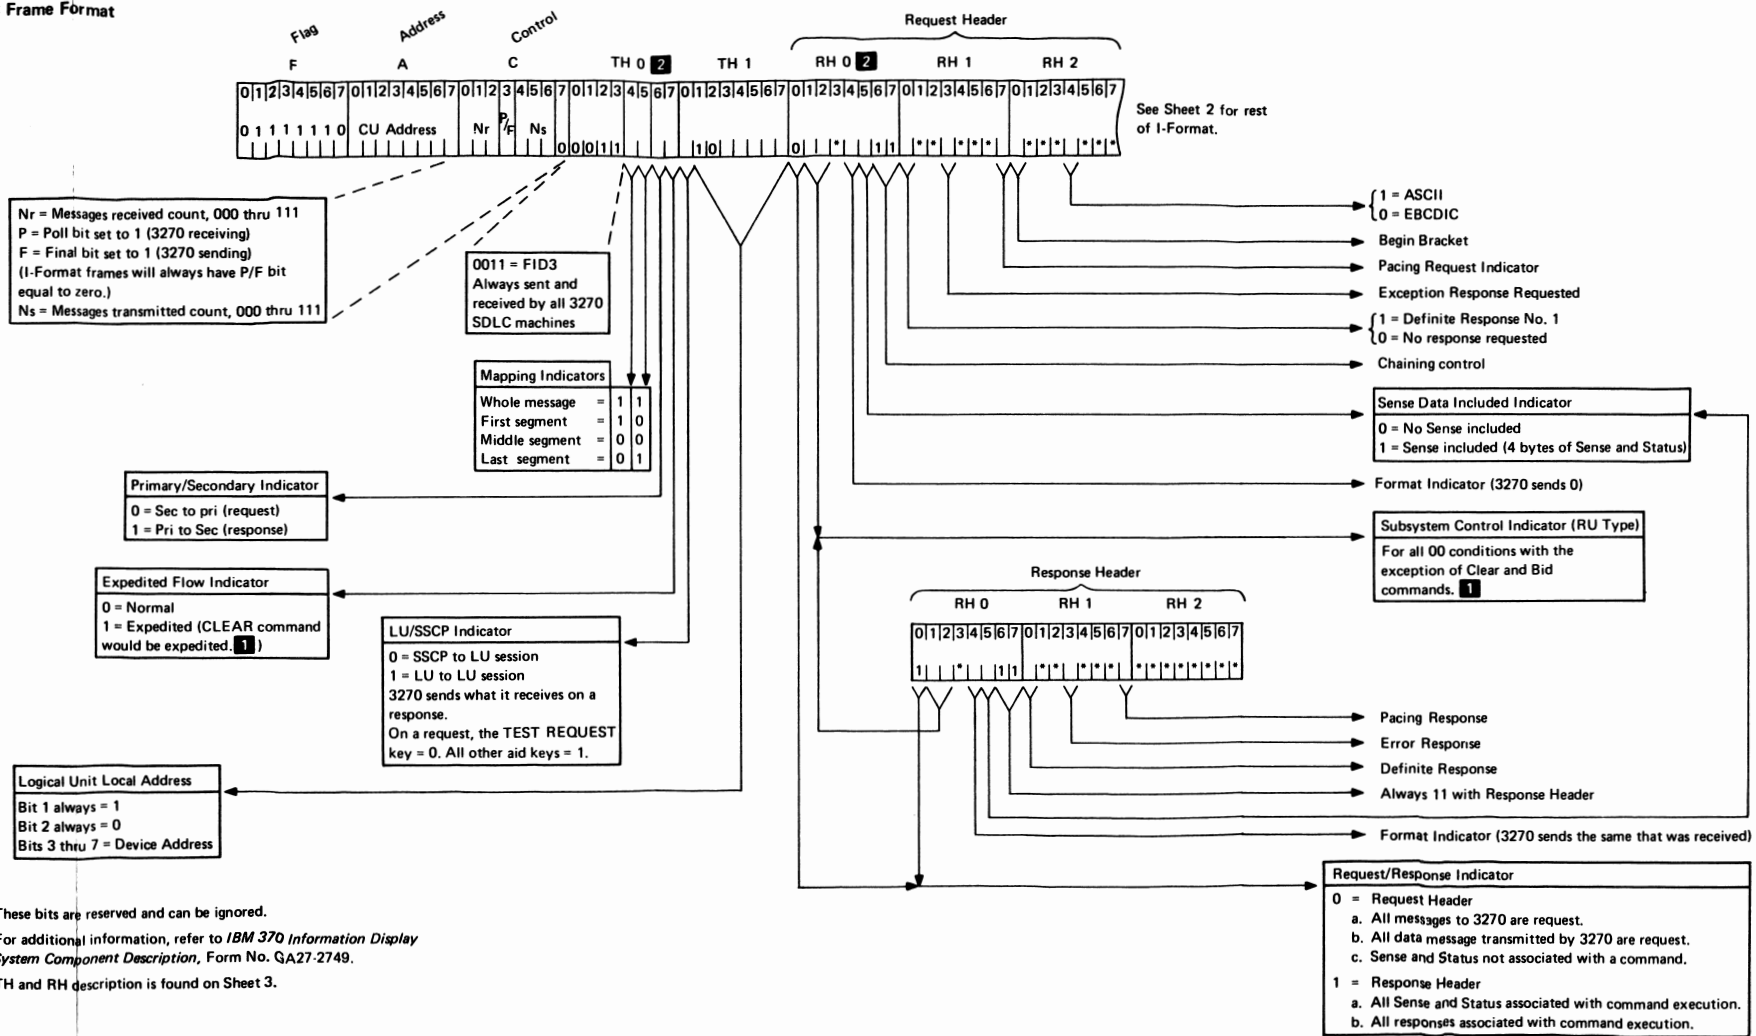 Frame Format
Flag
Address
Control
Request Header
F
A
C
TH 0 2
TH 1
RH 0 2
RH 1
RH 2
0 1 2 3 4 5 6 7 0 1 2 3 4 5 6 7 0 1 2 3 4 5 6 7 0 1 2 3 4 5 6 7 0 1 2 3 4 5 6 7 0 1 2 3 4 5 6 7 0 1 2 3 4 5 6 7 0 1 2 3 4 5 6 7
0 1 1 1 1 1 1 0 CU Address Nr P/F Ns
0 0 0 1 1 1 0 0 * 1 1 * * * * * * * * * * *
See Sheet 2 for rest
of I-Format.
Nr = Messages received count, 000 thru 111
P = Poll bit set to 1 (3270 receiving)
F = Final bit set to 1 (3270 sending)
(I-Format frames will always have P/F bit
equal to zero.)
Ns = Messages transmitted count, 000 thru 111
0011 = FID3
Always sent and
received by all 3270
SDLC machines
Mapping Indicators
Whole message = 1 1
First segment = 1 0
Middle segment = 0 0
Last segment = 0 1
Primary/Secondary Indicator
0 = Sec to pri (request)
1 = Pri to Sec (response)
Expedited Flow Indicator
0 = Normal
1 = Expedited (CLEAR command
would be expedited. 1 )
LU/SSCP Indicator
0 = SSCP to LU session
1 = LU to LU session
3270 sends what it receives on a
response.
On a request, the TEST REQUEST
key = 0. All other aid keys = 1.
Logical Unit Local Address
Bit 1 always = 1
Bit 2 always = 0
Bits 3 thru 7 = Device Address
1 = ASCII
0 = EBCDIC
Begin Bracket
Pacing Request Indicator
Exception Response Requested
1 = Definite Response No. 1
0 = No response requested
Chaining control
Sense Data Included Indicator
0 = No Sense included
1 = Sense included (4 bytes of Sense and Status)
Format Indicator (3270 sends 0)
Subsystem Control Indicator (RU Type)
For all 00 conditions with the
exception of Clear and Bid
commands. 1
Response Header
RH 0
RH 1
RH 2
0 1 2 3 4 5 6 7 0 1 2 3 4 5 6 7 0 1 2 3 4 5 6 7
1 * 1 1 * * * * * * * * * * * * *
Pacing Response
Error Response
Definite Response
Always 11 with Response Header
Format Indicator (3270 sends the same that was received)
Request/Response Indicator
0 = Request Header
a. All messages to 3270 are request.
b. All data message transmitted by 3270 are request.
c. Sense and Status not associated with a command.
1 = Response Header
a. All Sense and Status associated with command execution.
b. All responses associated with command execution.
These bits are reserved and can be ignored.
For additional information, refer to IBM 370 Information Display
System Component Description, Form No. GA27-2749.
TH and RH description is found on Sheet 3.